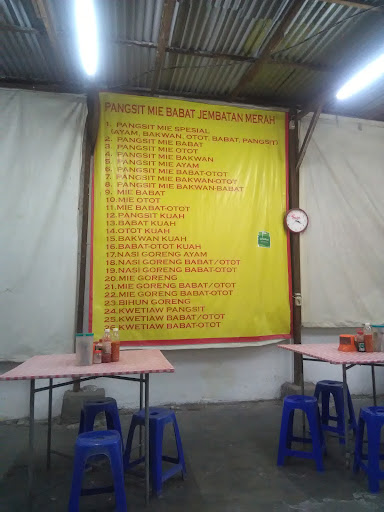 PANGSIT MIE BABAT JEMBATAN MERAH
1. PANGSIT MIE SPESIAL
(AYAM, BAKWAN, OTOT, BABAT, PANGSIT)
2. PANGSIT MIE BABAT
3. PANGSIT MIE OTOT
4. PANGSIT MIE BAKWAN
5. PANGSIT MIE AYAM
6. PANGSIT MIE BABAT-OTOT
7. PANGSIT MIE BAKWAN-OTOT
8. PANGSIT MIE BAKWAN-BABAT
9. MIE BABAT
10.MIE OTOT
11.MIE BABAT-OTOT
12.PANGSIT KUAH
13.BABAT KUAH
14.OTOT KUAH
15.BAKWAN KUAH
16.BABAT-OTOT KUAH
17.NASI GORENG AYAM
18.NASI GORENG BABAT/OTOT
19.NASI GORENG BABAT-OTOT
20.MIE GORENG
21.MIE GORENG BABAT/OTOT
22.MIE GORENG BABAT-OTOT
23.BIHUN GORENG
24.KWETIAW PANGSIT
25.KWETIAW BABAT/OTOT
26.KWETIAW BABAT-OTOT